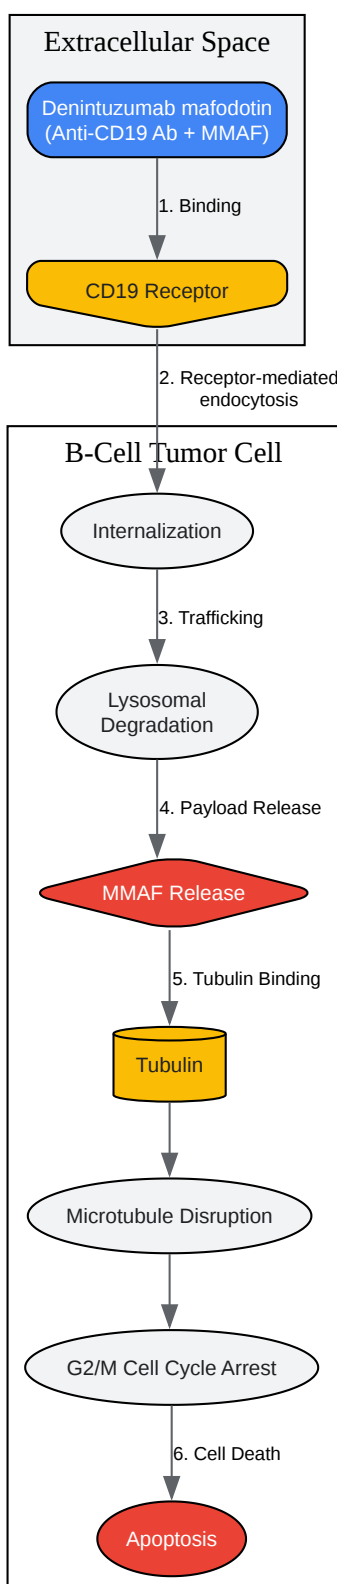 Extracellular Space
Denintuzumab mafodotin
(Anti-CD19 Ab + MMAF)
1. Binding
CD19 Receptor
2. Receptor-mediated
endocytosis
B-Cell Tumor Cell
Internalization
3. Trafficking
Lysosomal
Degradation
4. Payload Release
MMAF Release
5. Tubulin Binding
Tubulin
Microtubule Disruption
G2/M Cell Cycle Arrest
6. Cell Death
Apoptosis